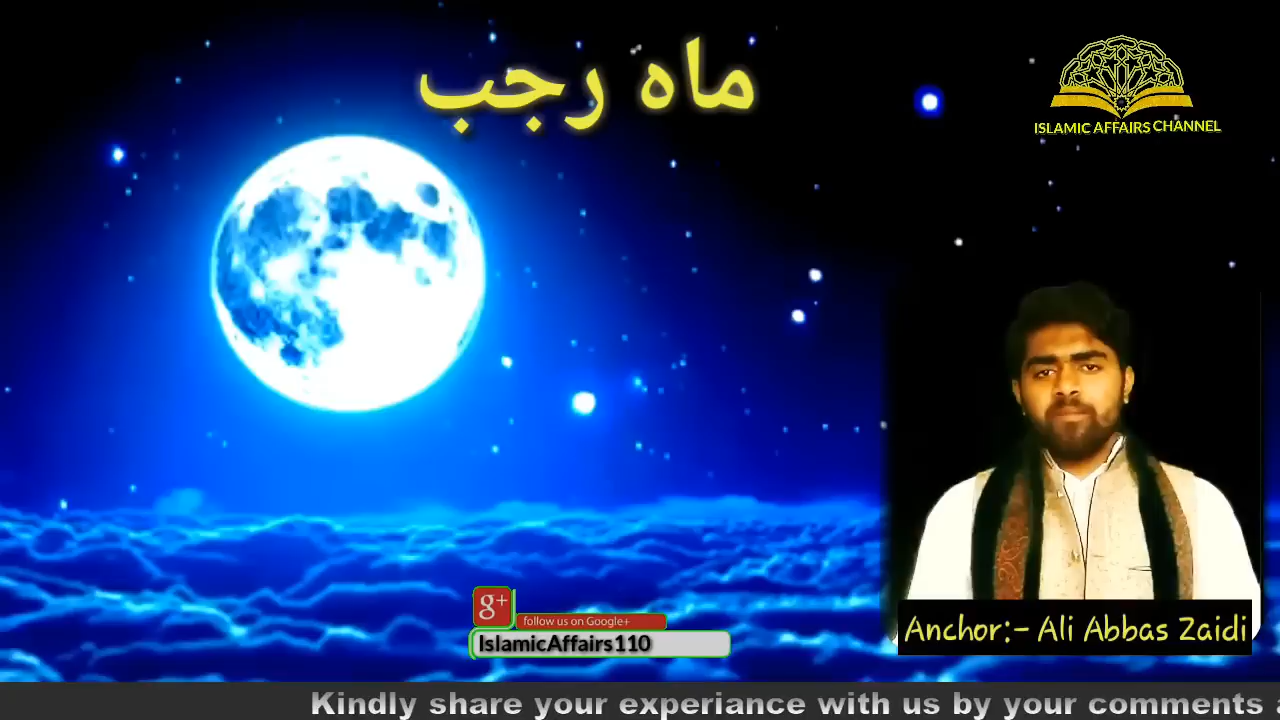 ماہ رجب
ISLAMIC AFFAIRS CHANNEL
g+
follow us on Google+
IslamicAffairs110
Anchor:- Ali Abbas Zaidi
Kindly share your experiance with us by your comments a